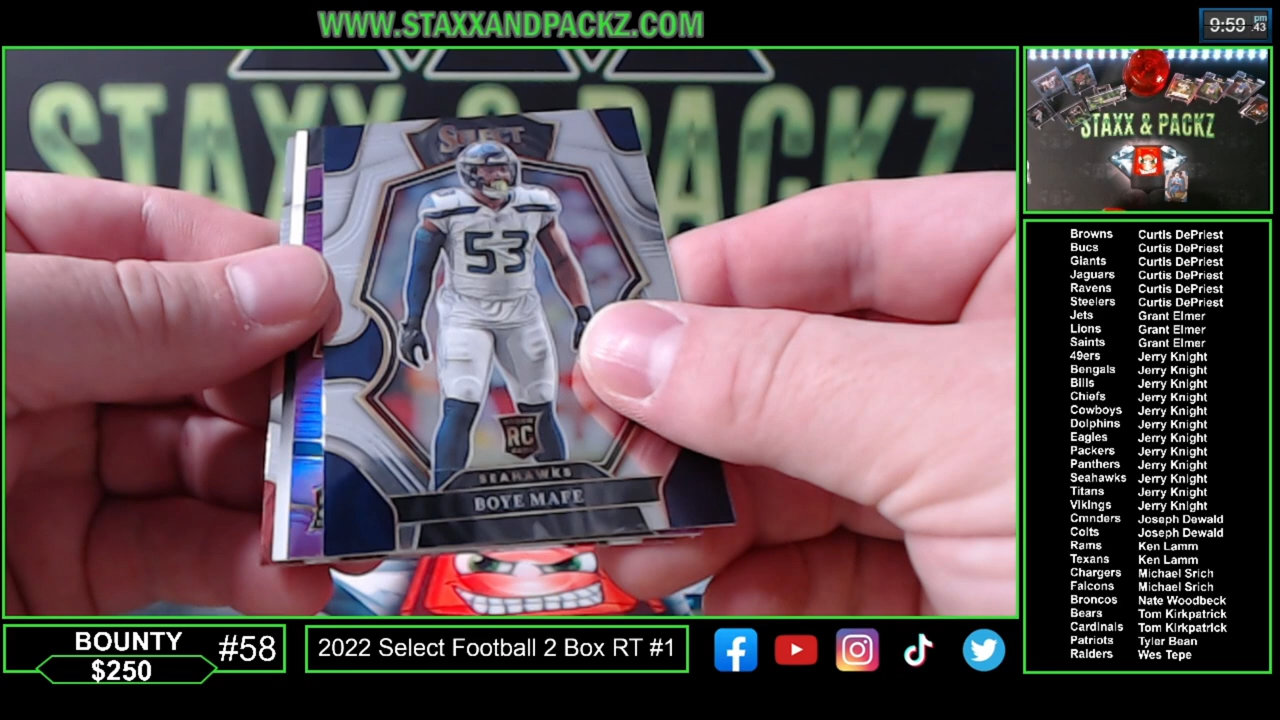 WWW.STAXXANDPACKZ.COM
9:59 pm .43
STAXX & PACKZ
SELECT
53
RC
SEAHAWKS
BOYE MAFE
STAXX & PACKZ
Browns Curtis DePriest
Bucs Curtis DePriest
Giants Curtis DePriest
Jaguars Curtis DePriest
Ravens Curtis DePriest
Steelers Curtis DePriest
Jets Grant Elmer
Lions Grant Elmer
Saints Grant Elmer
49ers Jerry Knight
Bengals Jerry Knight
Bills Jerry Knight
Chiefs Jerry Knight
Cowboys Jerry Knight
Dolphins Jerry Knight
Eagles Jerry Knight
Packers Jerry Knight
Panthers Jerry Knight
Seahawks Jerry Knight
Titans Jerry Knight
Vikings Jerry Knight
Cmnders Joseph Dewald
Colts Joseph Dewald
Rams Ken Lamm
Texans Ken Lamm
Chargers Michael Srich
Falcons Michael Srich
Broncos Nate Woodbeck
Bears Tom Kirkpatrick
Cardinals Tom Kirkpatrick
Patriots Tyler Bean
Raiders Wes Tepe
BOUNTY #58
$250
2022 Select Football 2 Box RT #1